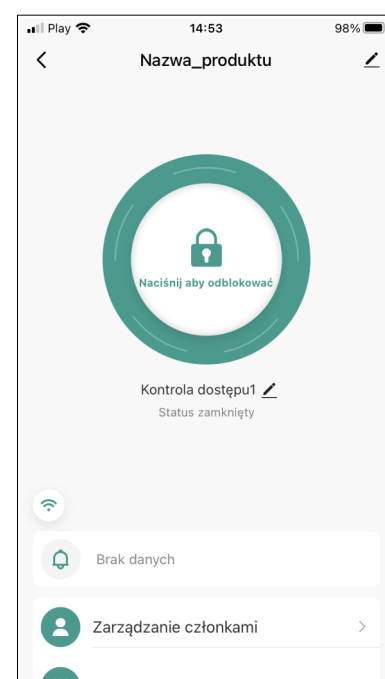 Play 14:53 98%
Nazwa_produktu
Naciśnij aby odblokować
Kontrola dostępu1
Status zamknięty
Brak danych
Zarządzanie członkami